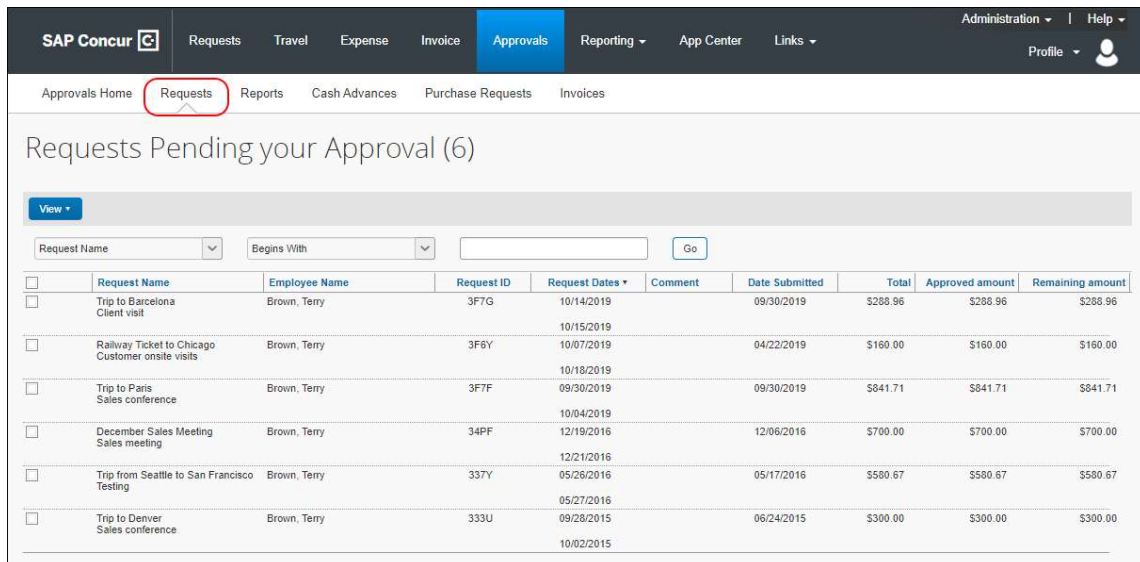 Administration | Help
SAP Concur Requests Travel Expense Invoice Approvals Reporting App Center Links
Profile
Approvals Home Requests Reports Cash Advances Purchase Requests Invoices
Requests Pending your Approval (6)
View
Request Name Begins With Go
Request Name Employee Name Request ID Request Dates Comment Date Submitted Total Approved amount Remaining amount
Trip to Barcelona Brown, Terry 3F7G 10/14/2019 09/30/2019 $288.96 $288.96 $288.96
Client visit
10/15/2019
Railway Ticket to Chicago Brown, Terry 3F6Y 10/07/2019 04/22/2019 $160.00 $160.00 $160.00
Customer onsite visits
10/18/2019
Trip to Paris Brown, Terry 3F7F 09/30/2019 09/30/2019 $841.71 $841.71 $841.71
Sales conference
10/04/2019
December Sales Meeting Brown, Terry 34PF 12/19/2016 12/06/2016 $700.00 $700.00 $700.00
Sales meeting
12/21/2016
Trip from Seattle to San Francisco Brown, Terry 337Y 05/26/2016 05/17/2016 $580.67 $580.67 $580.67
Testing
05/27/2016
Trip to Denver Brown, Terry 333U 09/28/2015 06/24/2015 $300.00 $300.00 $300.00
Sales conference
10/02/2015